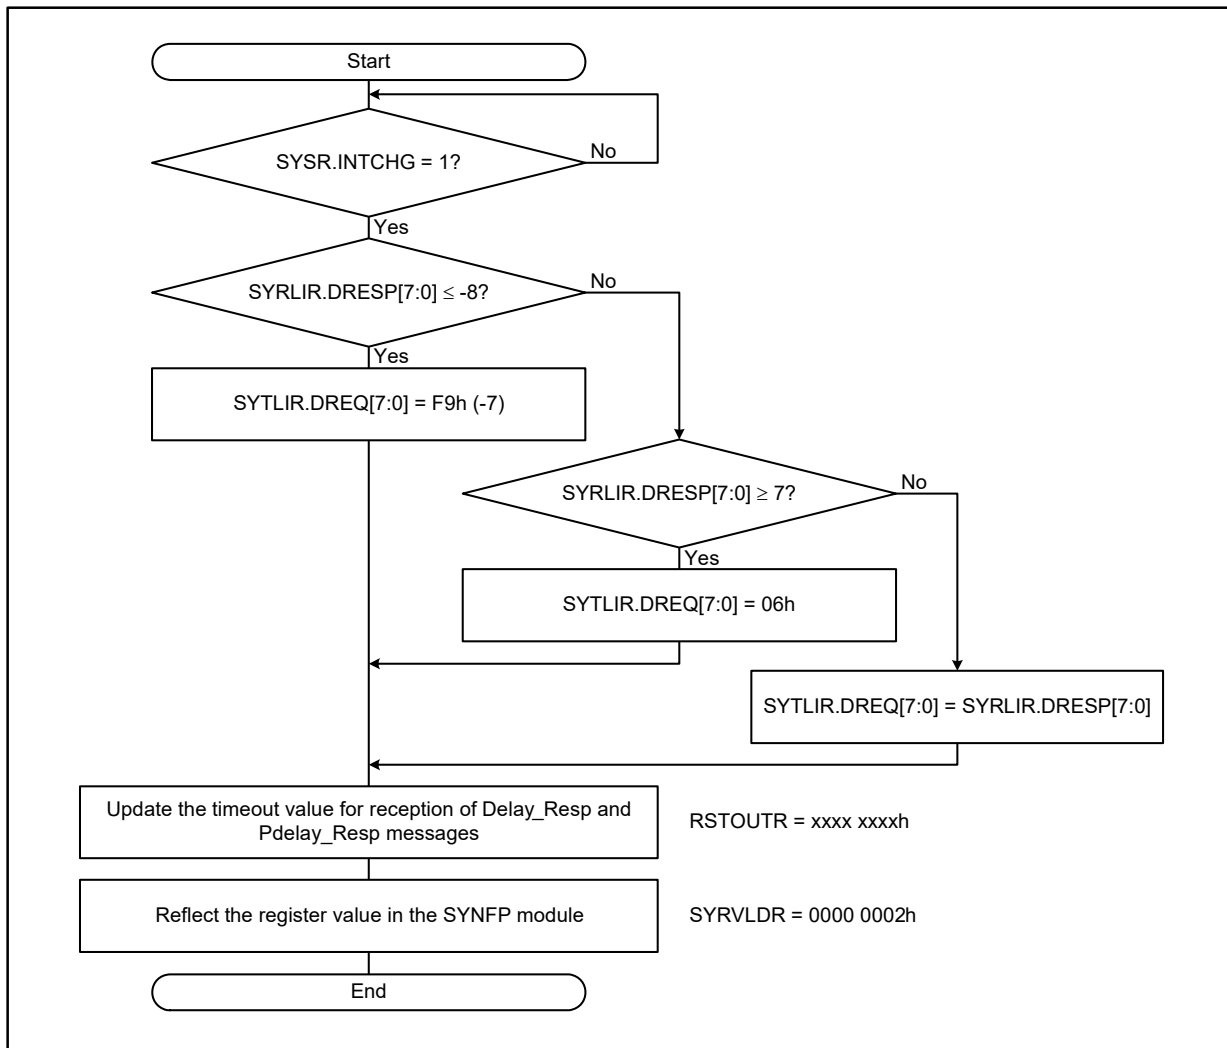 Start
SYSR.INTCHG = 1?
No
Yes
SYRLIR.DRESP[7:0] ≤ -8?
No
Yes
SYTLIR.DREQ[7:0] = F9h (-7)
SYRLIR.DRESP[7:0] ≥ 7?
No
Yes
SYTLIR.DREQ[7:0] = 06h
SYTLIR.DREQ[7:0] = SYRLIR.DRESP[7:0]
Update the timeout value for reception of Delay_Resp and
Pdelay_Resp messages
RSTOUTR = xxxx xxxxh
Reflect the register value in the SYNFP module
SYRVLDR = 0000 0002h
End